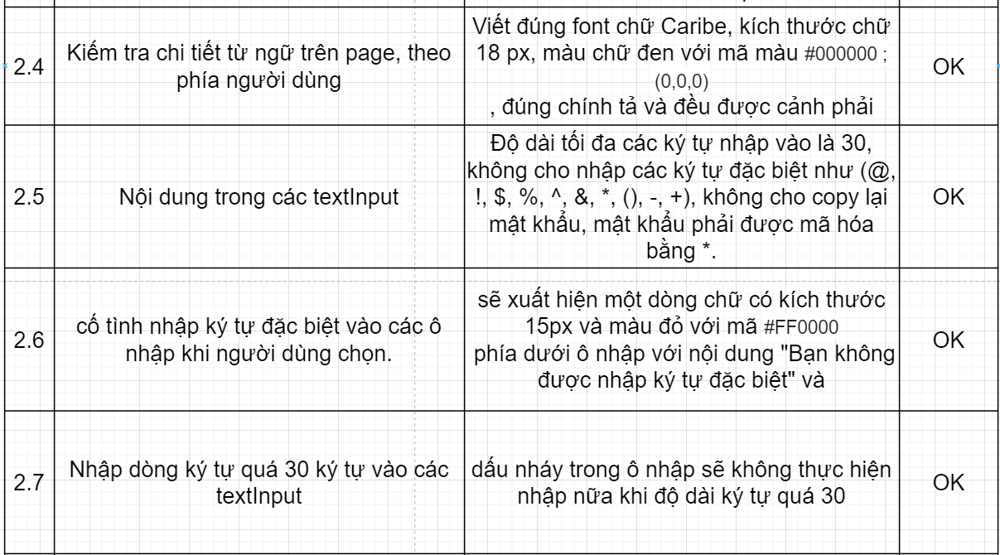 2.4
Kiểm tra chi tiết từ ngữ trên page, theo
phía người dùng
Viết đúng font chữ Caribe, kích thước chữ
18 px, màu chữ đen với mã màu #000000 ;
(0,0,0)
, đúng chính tả và đều được cảnh phải
OK
2.5
Nội dung trong các textInput
Độ dài tối đa các ký tự nhập vào là 30,
không cho nhập các ký tự đặc biệt như (@,
!, $, %, ^, &, *, (), -, +), không cho copy lại
mật khẩu, mật khẩu phải được mã hóa
bằng *.
OK
2.6
cố tình nhập ký tự đặc biệt vào các ô
nhập khi người dùng chọn.
sẽ xuất hiện một dòng chữ có kích thước
15px và màu đỏ với mã #FF0000
phía dưới ô nhập với nội dung "Bạn không
được nhập ký tự đặc biệt" và
OK
2.7
Nhập dòng ký tự quá 30 ký tự vào các
textInput
dấu nháy trong ô nhập sẽ không thực hiện
nhập nữa khi độ dài ký tự quá 30
OK